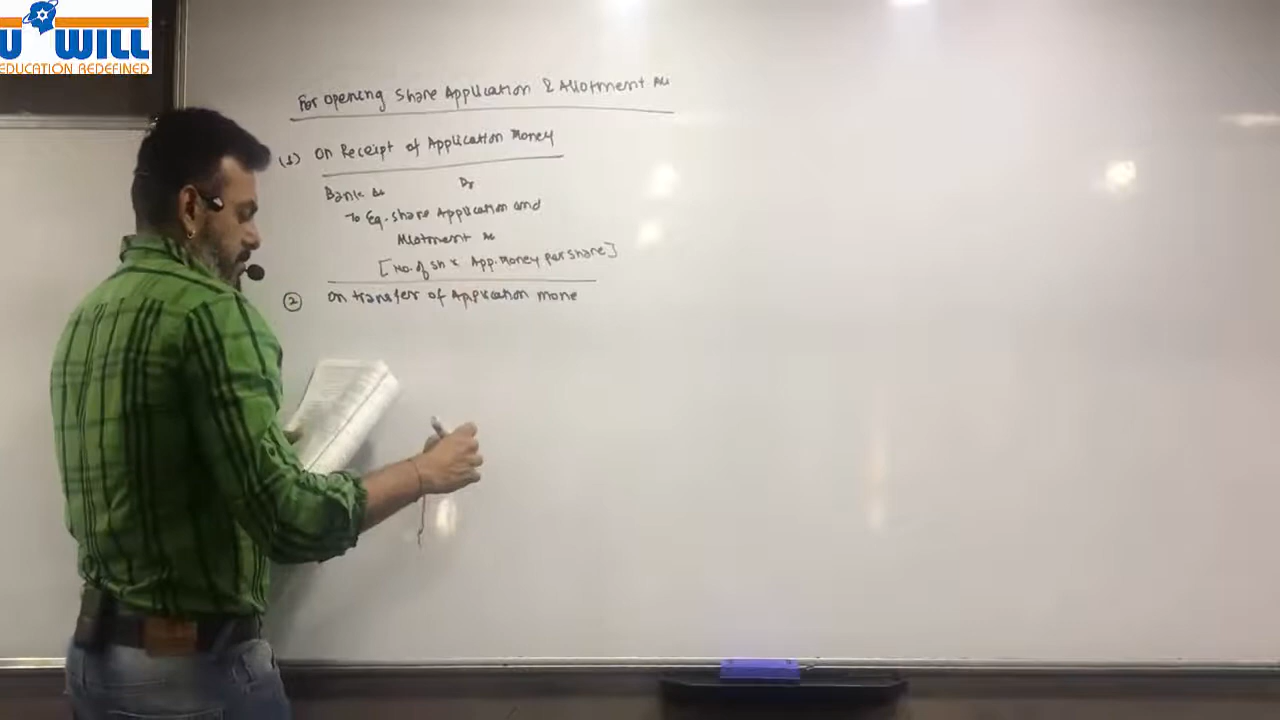 U WILL
EDUCATION REDEFINED
For opening Share Application & Allotment A/c
(1) On Receipt of Application Money
Bank A/c Dr
To Eq. Share Application and
Allotment A/c
[No. of sh x App. Money per share]
(2) On transfer of Application mone